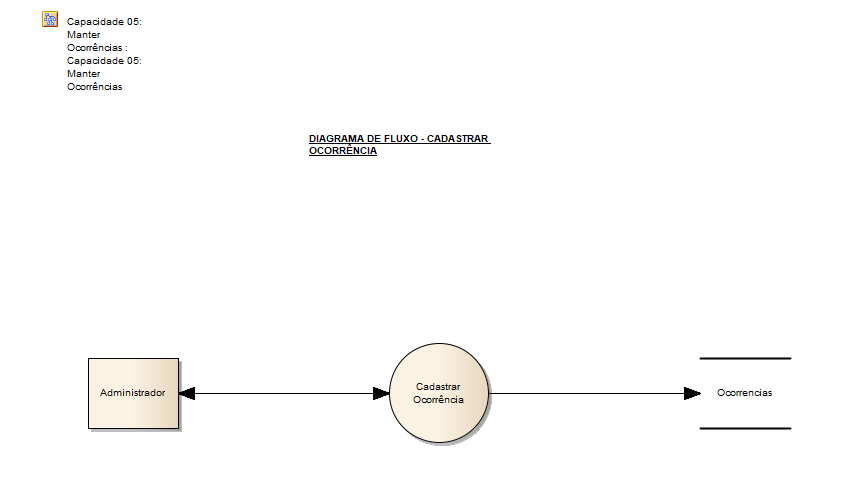 Capacidade 05:
Manter
Ocorrências :
Capacidade 05:
Manter
Ocorrências
DIAGRAMA DE FLUXO - CADASTRAR
OCORRÊNCIA
Administrador
Cadastrar
Ocorrência
Ocorrencias